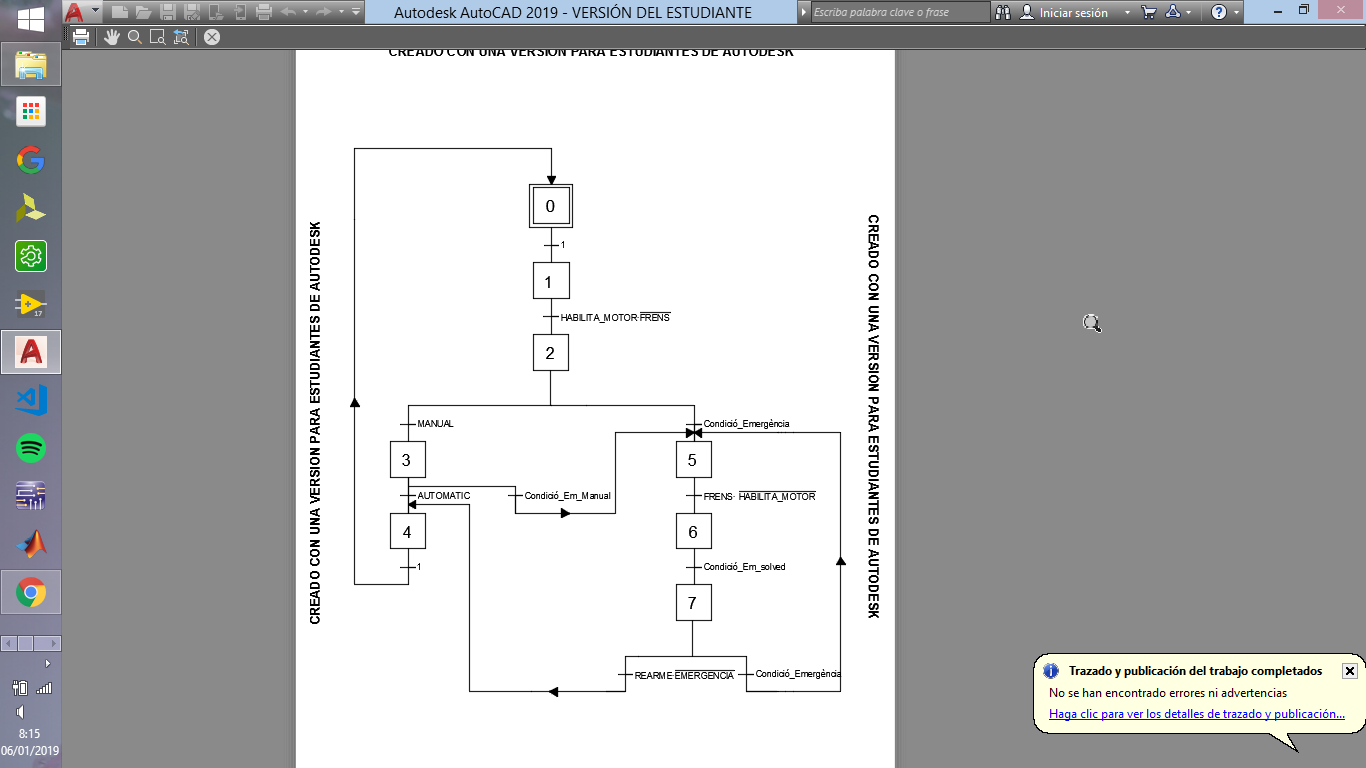 Autodesk AutoCAD 2019 - VERSIÓN DEL ESTUDIANTE
Escriba palabra clave o frase
Iniciar sesión
CREADO CON UNA VERSION PARA ESTUDIANTES DE AUTODESK
CREADO CON UNA VERSION PARA ESTUDIANTES DE AUTODESK
CREADO CON UNA VERSION PARA ESTUDIANTES DE AUTODESK
0
1
1
HABILITA_MOTOR·FRENS
2
MANUAL
Condició_Emergència
3
5
AUTOMATIC
Condició_Em_Manual
FRENS· HABILITA_MOTOR
4
6
1
Condició_Em_solved
7
REARME·EMERGENCIA
Condició_Emergència
Trazado y publicación del trabajo completados
No se han encontrado errores ni advertencias
Haga clic para ver los detalles de trazado y publicación...
17
8:15
06/01/2019